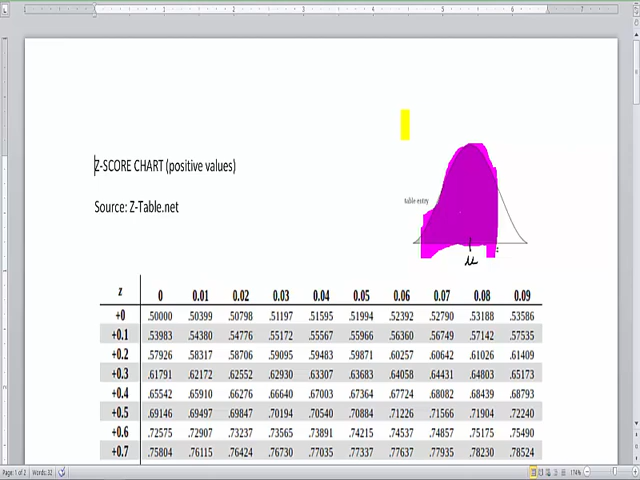 Z-SCORE CHART (positive values)
table entry
Source: Z-Table.net
μ
z
z 0 0.01 0.02 0.03 0.04 0.05 0.06 0.07 0.08 0.09
+0 .50000 .50399 .50798 .51197 .51595 .51994 .52392 .52790 .53188 .53586
+0.1 .53983 .54380 .54776 .55172 .55567 .55966 .56360 .56749 .57142 .57535
+0.2 .57926 .58317 .58706 .59095 .59483 .59871 .60257 .60642 .61026 .61409
+0.3 .61791 .62172 .62552 .62930 .63307 .63683 .64058 .64431 .64803 .65173
+0.4 .65542 .65910 .66276 .66640 .67003 .67364 .67724 .68082 .68439 .68793
+0.5 .69146 .69497 .69847 .70194 .70540 .70884 .71226 .71566 .71904 .72240
+0.6 .72575 .72907 .73237 .73565 .73891 .74215 .74537 .74857 .75175 .75490
+0.7 .75804 .76115 .76424 .76730 .77035 .77337 .77637 .77935 .78230 .78524
Page: 1 of 2 Words: 32 174%